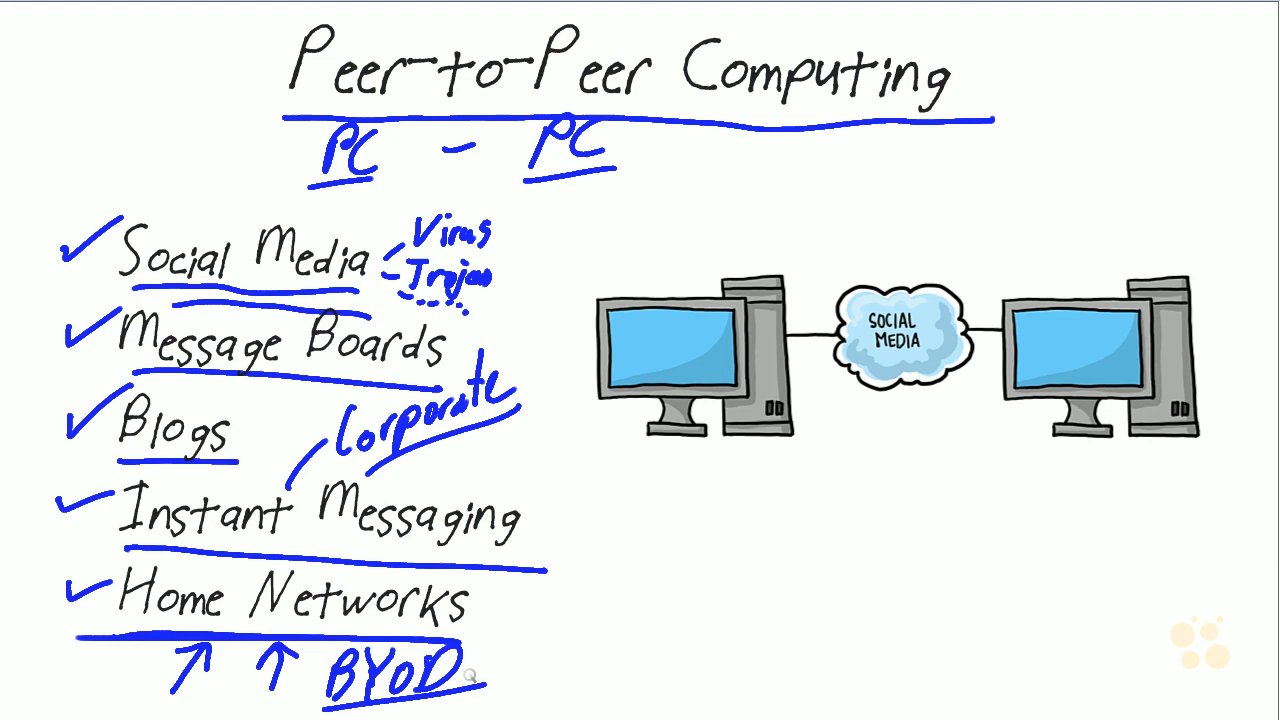 Peer-to-Peer Computing
PC - PC
Social Media
Virus
Trojan
Message Boards
Blogs
Corporate
Instant Messaging
Home Networks
BYOD
SOCIAL
MEDIA